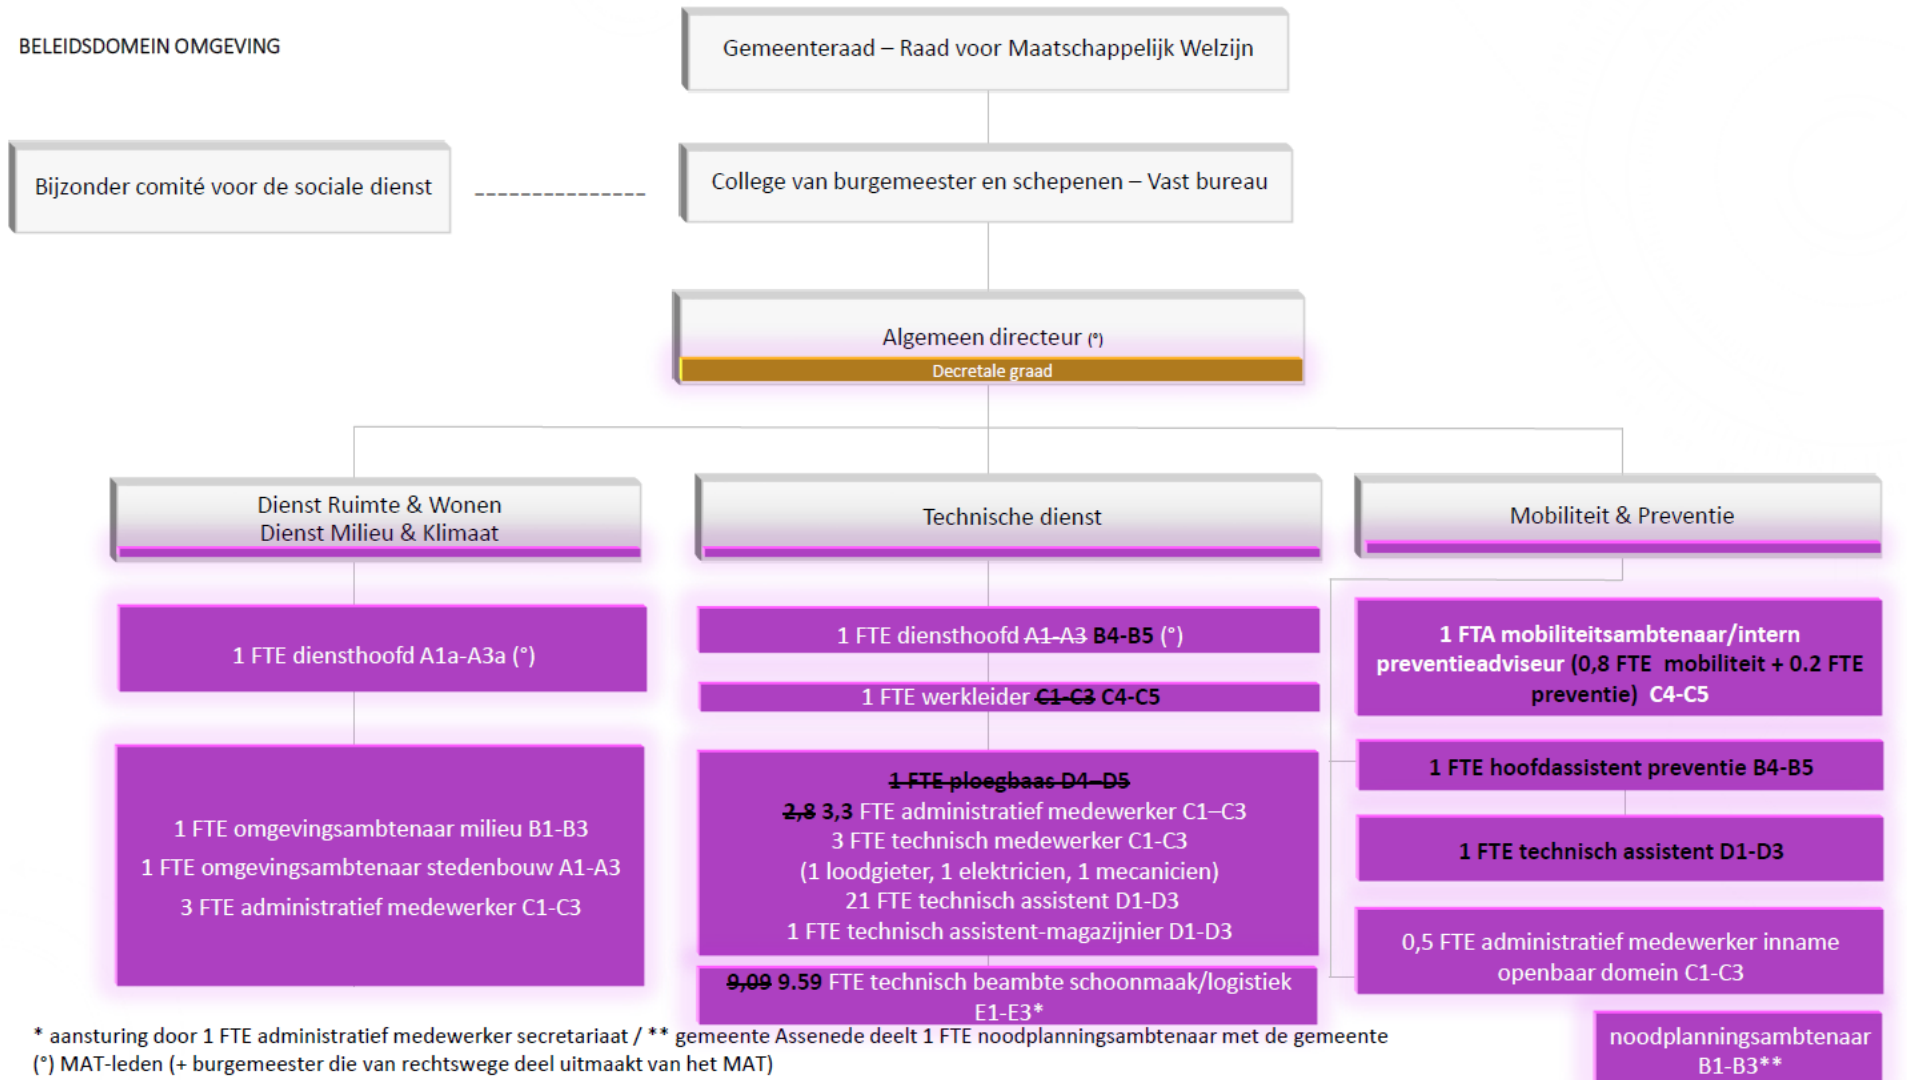 BELEIDSDOMEIN OMGEVING
Gemeenteraad – Raad voor Maatschappelijk Welzijn
Bijzonder comité voor de sociale dienst
College van burgemeester en schepenen – Vast bureau
Algemeen directeur (°)
Decretale graad
Dienst Ruimte & Wonen
Dienst Milieu & Klimaat
1 FTE diensthoofd A1a-A3a (°)
1 FTE omgevingsambtenaar milieu B1-B3
1 FTE omgevingsambtenaar stedenbouw A1-A3
3 FTE administratief medewerker C1-C3
Technische dienst
1 FTE diensthoofd A1-A3 B4-B5 (°)
1 FTE werkleider C1-C3 C4-C5
1 FTE ploegbaas D4–D5
2,8 3,3 FTE administratief medewerker C1–C3
3 FTE technisch medewerker C1-C3
(1 loodgieter, 1 elektricien, 1 mecanicien)
21 FTE technisch assistent D1-D3
1 FTE technisch assistent-magazijnier D1-D3
9,09 9.59 FTE technisch beambte schoonmaak/logistiek
E1-E3*
Mobiliteit & Preventie
1 FTA mobiliteitsambtenaar/intern
preventieadviseur (0,8 FTE mobiliteit + 0.2 FTE
preventie) C4-C5
1 FTE hoofdassistent preventie B4-B5
1 FTE technisch assistent D1-D3
0,5 FTE administratief medewerker inname
openbaar domein C1-C3
noodplanningsambtenaar
B1-B3**
* aansturing door 1 FTE administratief medewerker secretariaat / ** gemeente Assenede deelt 1 FTE noodplanningsambtenaar met de gemeente
(°) MAT-leden (+ burgemeester die van rechtswege deel uitmaakt van het MAT)